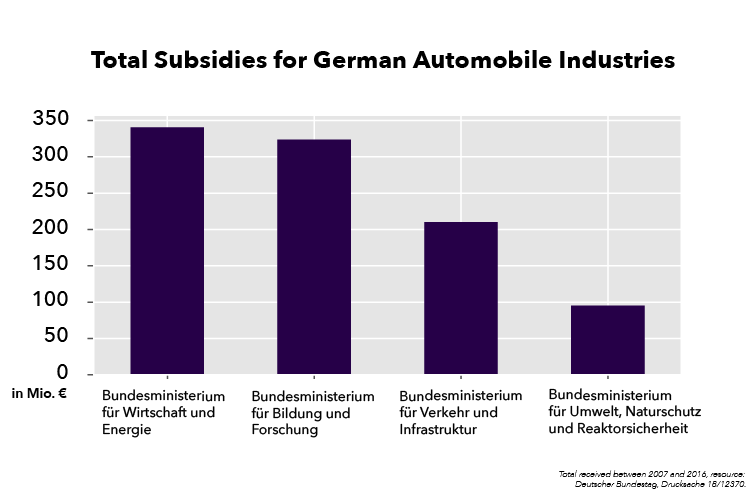 Total Subsidies for German Automobile Industries
350
300
250
200
150
100
50
0
in Mio. €
Bundesministerium
für Wirtschaft und
Energie
Bundesministerium
für Bildung und
Forschung
Bundesministerium
für Verkehr und
Infrastruktur
Bundesministerium
für Umwelt, Naturschutz
und Reaktorsicherheit
Total received between 2007 and 2016, resource:
Deutscher Bundestag, Drucksache 18/12370.